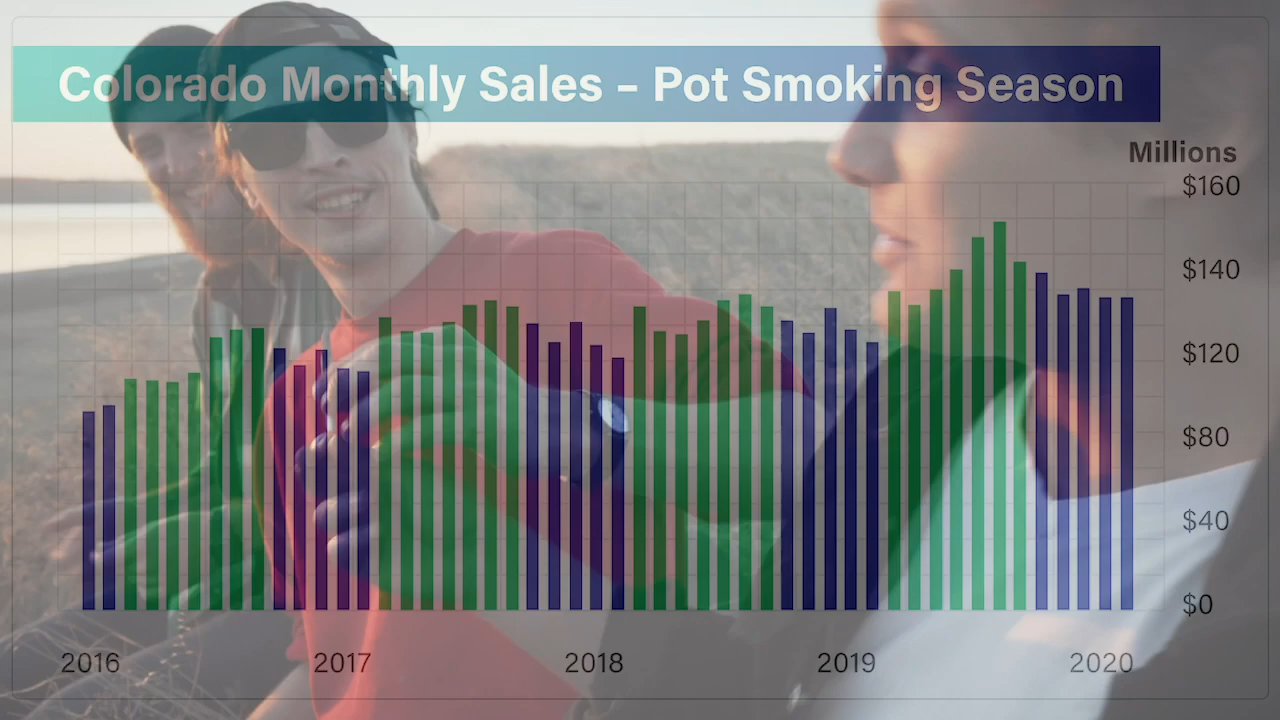 Colorado Monthly Sales – Pot Smoking Season
Millions
$160
$140
$120
$80
$40
$0
2016 2017 2018 2019 2020